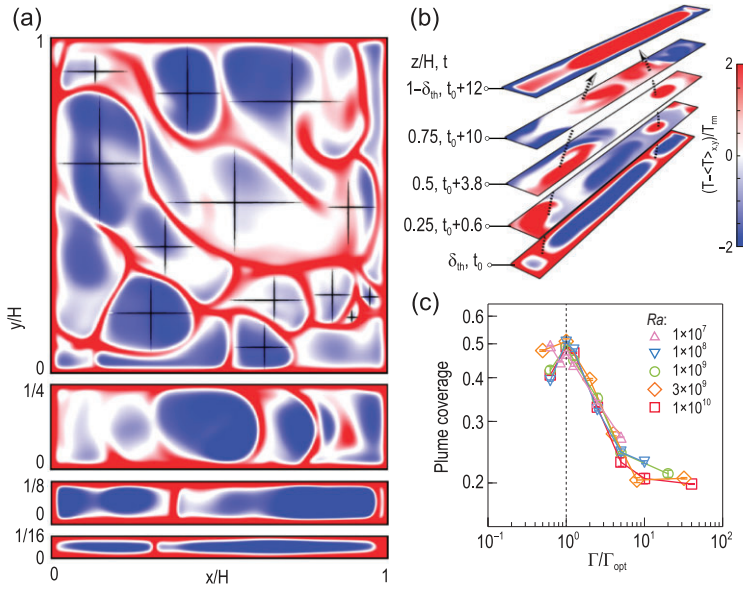 (a)
1
y/H
0
1/4
0
1/8
0
1/16
0
0
x/H
1
(b)
z/H, t
1−δth, t0+12
0.75, t0+10
0.5, t0+3.8
0.25, t0+0.6
δth, t0
2
0
−2
(T−<T>x,y)/Trm
(c)
Plume coverage
0.6
0.5
0.4
0.3
0.2
Ra:
1×10^7
1×10^8
1×10^9
3×10^9
1×10^10
10^−1
10^0
10^1
10^2
Γ/Γopt